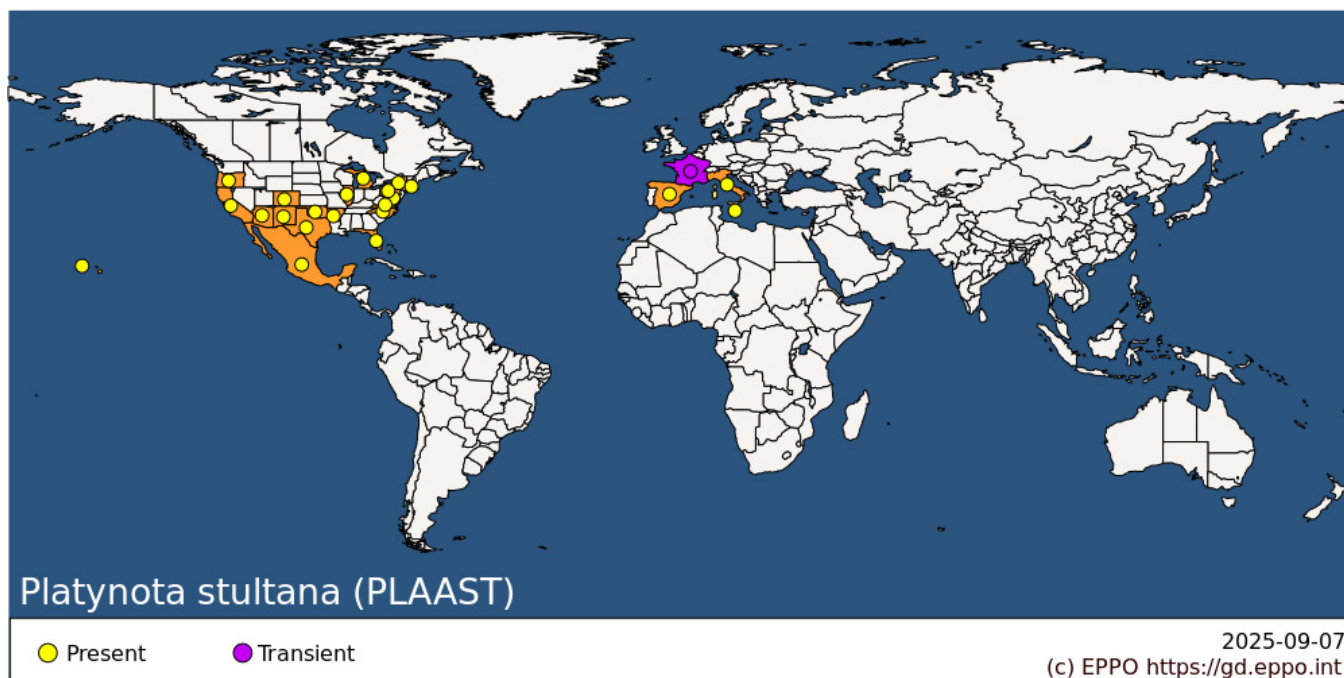 Platynota stultana (PLAAST)
Present
Transient
2025-09-07
(c) EPPO https://gd.eppo.int